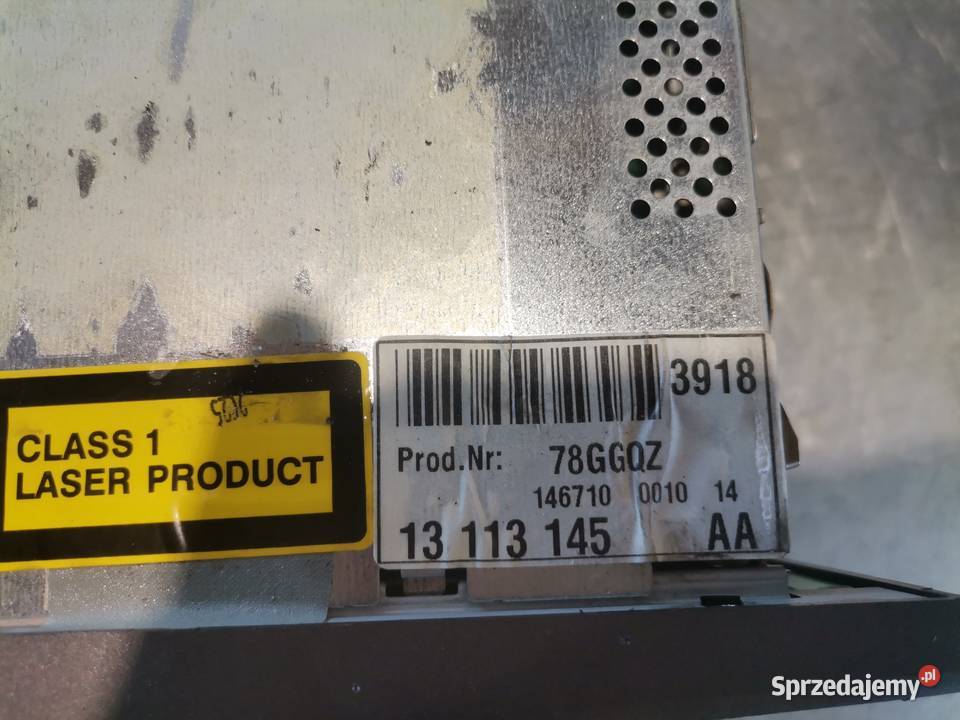 3918
CLASS 1
LASER PRODUCT
Prod.Nr: 78GGQZ
146710 0010 14
13 113 145 AA
Sprzedajemy.pl